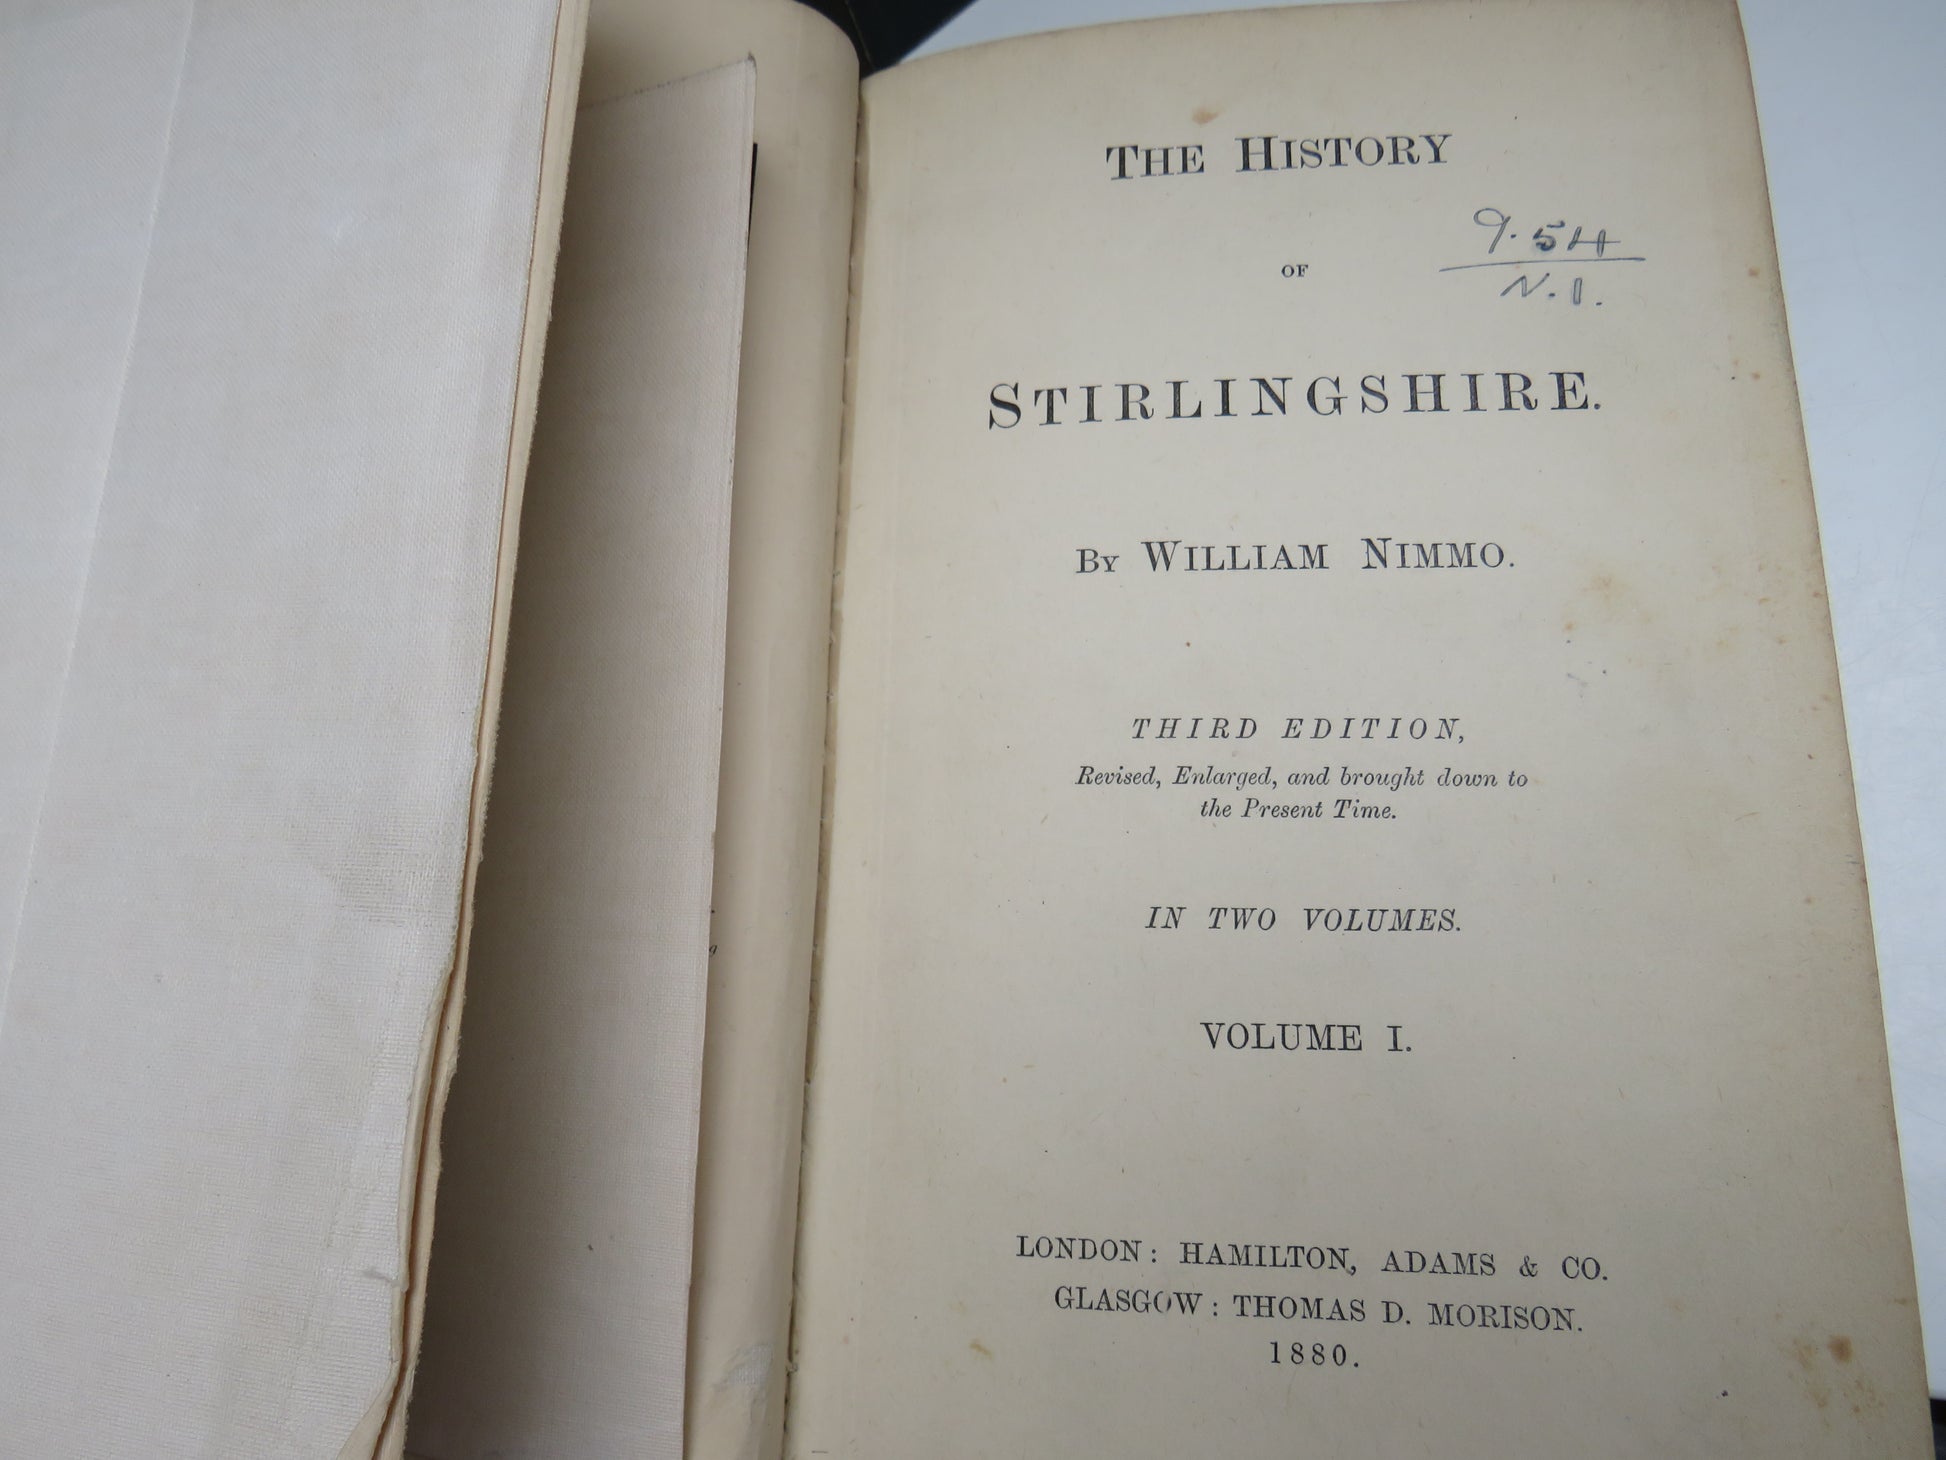 THE HISTORY
9.54
OF
N.I.
STIRLINGSHIRE.
BY WILLIAM NIMMO.
THIRD EDITION,
Revised, Enlarged, and brought down to
the Present Time.
IN TWO VOLUMES.
VOLUME I.
LONDON: HAMILTON, ADAMS & CO.
GLASGOW: THOMAS D. MORISON.
1880.